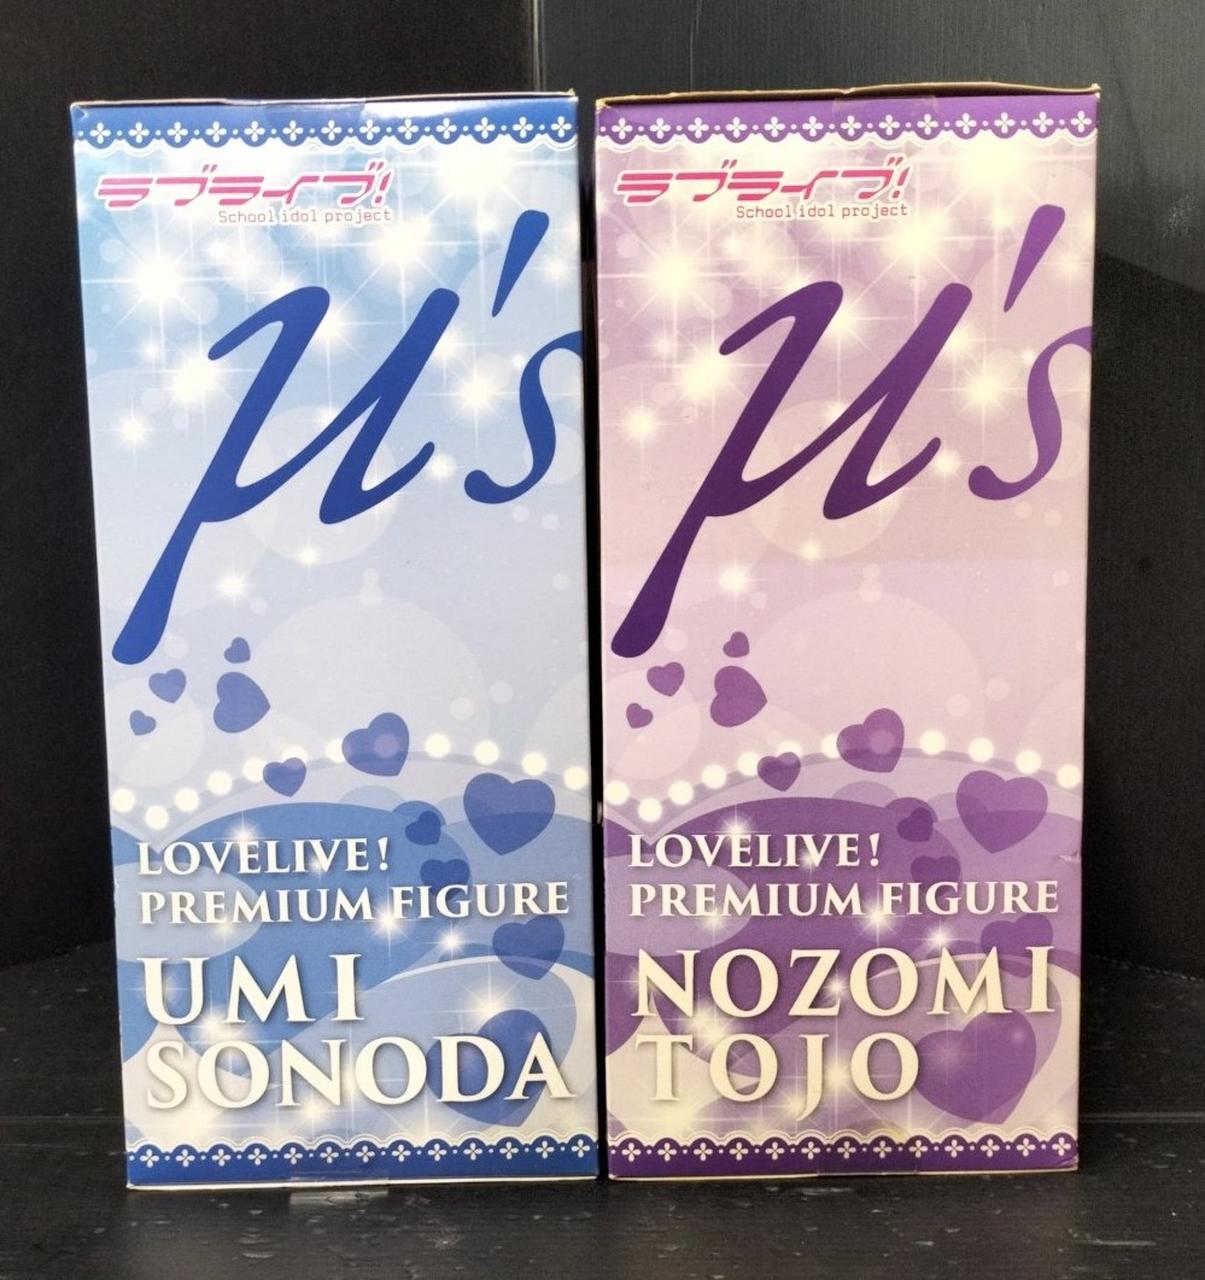 ラブライブ!
School idol project
μ's
LOVELIVE!
PREMIUM FIGURE
UMI
SONODA
ラブライブ!
School idol project
μ's
LOVELIVE!
PREMIUM FIGURE
NOZOMI
TOJO